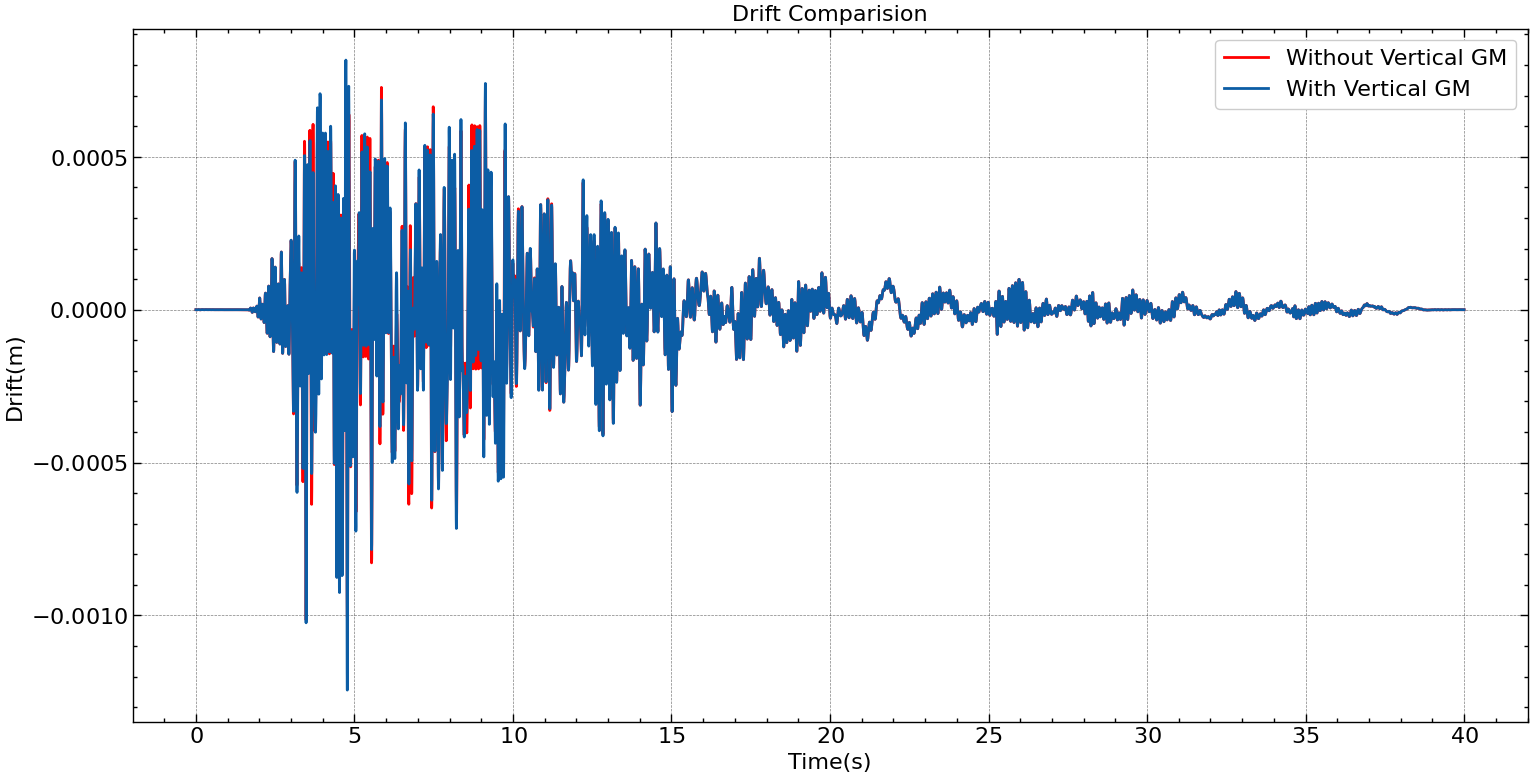 Drift Comparision
Without Vertical GM
With Vertical GM
0.0005
0.0000
−0.0005
−0.0010
Drift(m)
0 5 10 15 20 25 30 35 40
Time(s)